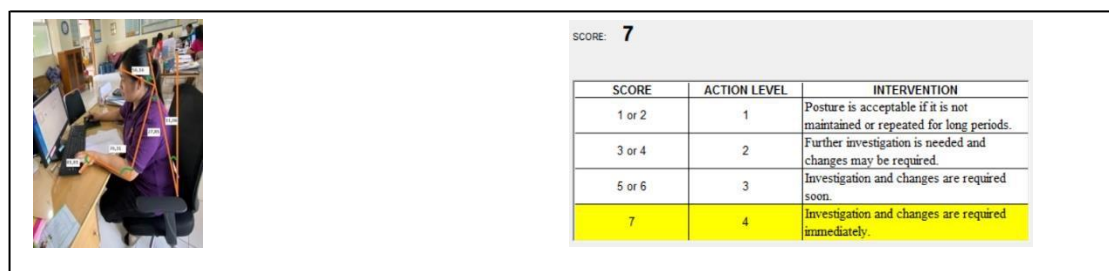 SCORE: 7
SCORE ACTION LEVEL INTERVENTION
1 or 2 1 Posture is acceptable if it is not
maintained or repeated for long periods.
3 or 4 2 Further investigation is needed and
changes may be required.
5 or 6 3 Investigation and changes are required
soon.
7 4 Investigation and changes are required
immediately.